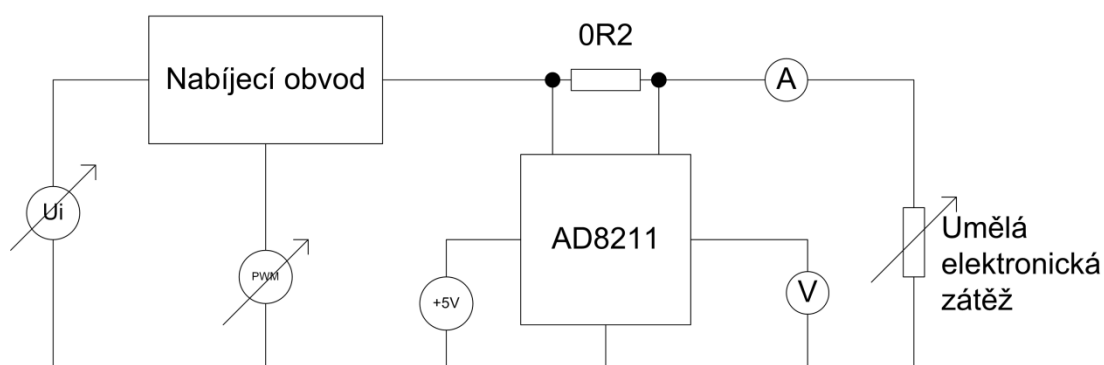 0R2
Nabíjecí obvod
A
Ui
PWM
+5V
AD8211
V
Umělá
elektronická
zátěž